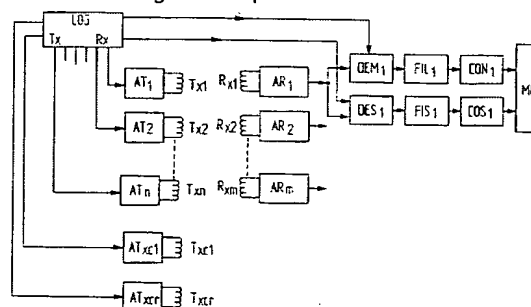 LOG
Tx Rx
AT1 Tx1 Rx1 AR1 DEM1 FIL1 CON1
DES1 FIS1 COS1
AT2 Tx2 Rx2 AR2
ATn Txn Rxm ARm
ATxc1 Txc1
ATxcr Txcr